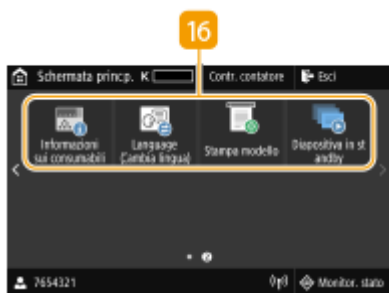 16
Schermata princp. K Contr. contatore Esci
Informazioni
sui consumabili
Language
(Cambia lingua)
Stampa modello
Diapositiva in st
andby
2
7654321 Monitor. stato